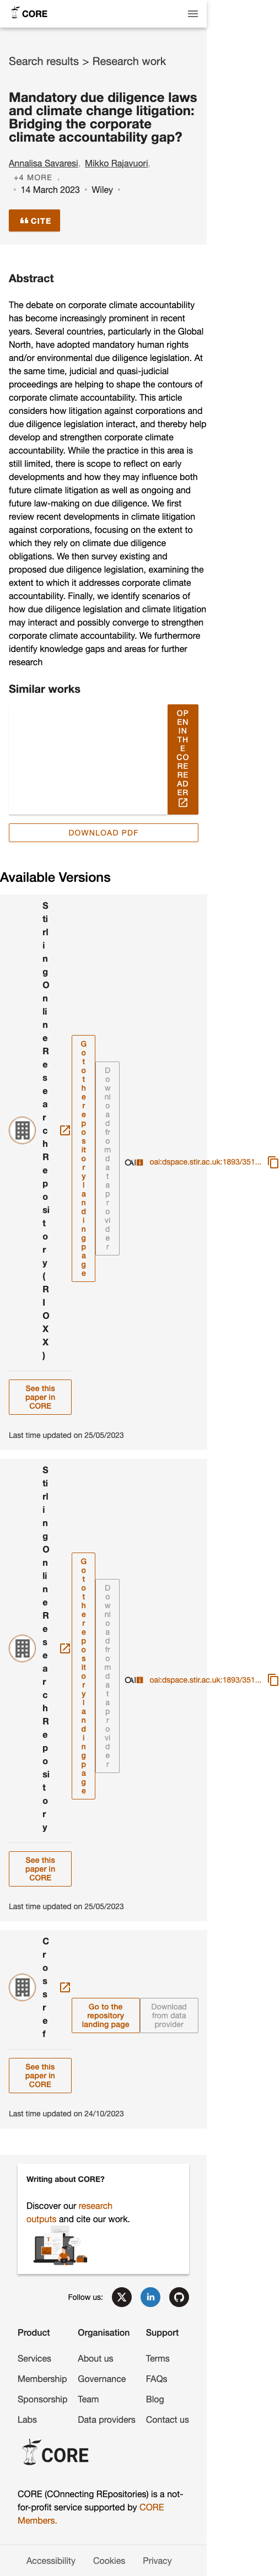 CORE
Search results > Research work
Mandatory due diligence laws
and climate change litigation:
Bridging the corporate
climate accountability gap?
Annalisa Savaresi, Mikko Rajavuori,
+4 MORE ,
• 14 March 2023 • Wiley •
CITE
Abstract
The debate on corporate climate accountability
has become increasingly prominent in recent
years. Several countries, particularly in the Global
North, have adopted mandatory human rights
and/or environmental due diligence legislation. At
the same time, judicial and quasi-judicial
proceedings are helping to shape the contours of
corporate climate accountability. This article
considers how litigation against corporations and
due diligence legislation interact, and thereby help
develop and strengthen corporate climate
accountability. While the practice in this area is
still limited, there is scope to reflect on early
developments and how they may influence both
future climate litigation as well as ongoing and
future law-making on due diligence. We first
review recent developments in climate litigation
against corporations, focusing on the extent to
which they rely on climate due diligence
obligations. We then survey existing and
proposed due diligence legislation, examining the
extent to which it addresses corporate climate
accountability. Finally, we identify scenarios of
how due diligence legislation and climate litigation
may interact and possibly converge to strengthen
corporate climate accountability. We furthermore
identify knowledge gaps and areas for further
research
Similar works
OP
EN
IN
TH
E
CO
RE
RE
AD
ER
DOWNLOAD PDF
Available Versions
Stirling Online Research Repository (RIOXX)
Go to the repository landing page
Download from data provider
OAI
oai:dspace.stir.ac.uk:1893/351...
See this
paper in
CORE
Last time updated on 25/05/2023
Stirling Online Research Repository
Go to the repository landing page
Download from data provider
OAI
oai:dspace.stir.ac.uk:1893/351...
See this
paper in
CORE
Last time updated on 25/05/2023
Crossref
Go to the
repository
landing page
Download
from data
provider
See this
paper in
CORE
Last time updated on 24/10/2023
Writing about CORE?
Discover our research
outputs and cite our work.
Follow us:
Product Organisation Support
Services About us Terms
Membership Governance FAQs
Sponsorship Team Blog
Labs Data providers Contact us
CORE
CORE (COnnecting REpositories) is a not-
for-profit service supported by CORE
Members.
Accessibility Cookies Privacy